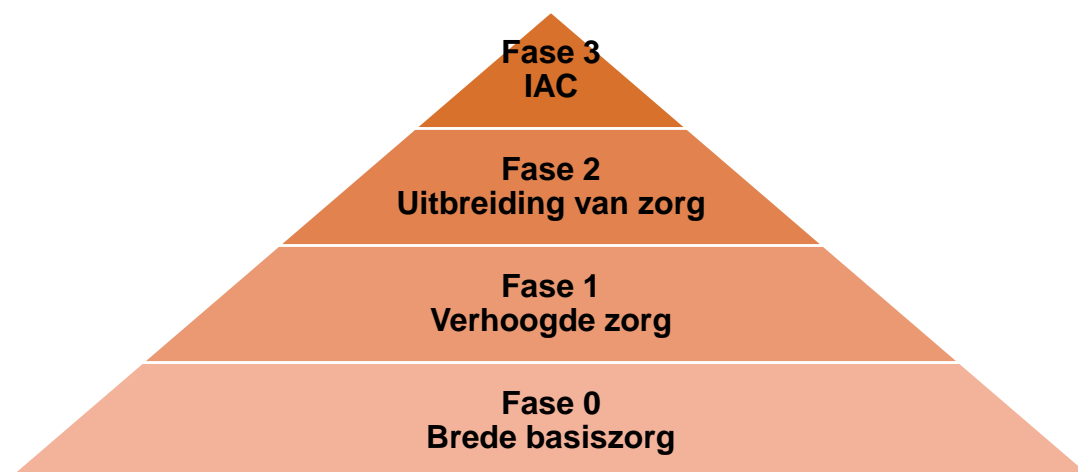 Fase 3
IAC
Fase 2
Uitbreiding van zorg
Fase 1
Verhoogde zorg
Fase 0
Brede basiszorg